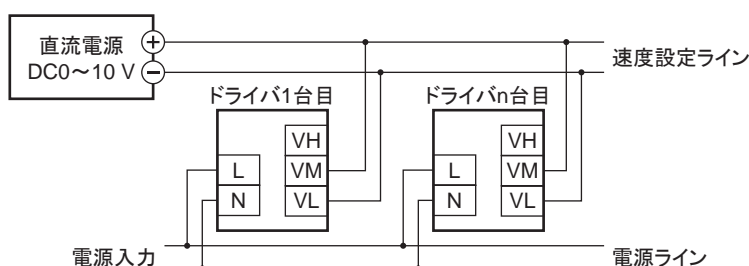 直流電源
DC0～10 V
+
−
速度設定ライン
ドライバ1台目
ドライバn台目
VH
L
VM
N
VL
VH
L
VM
N
VL
電源入力
電源ライン